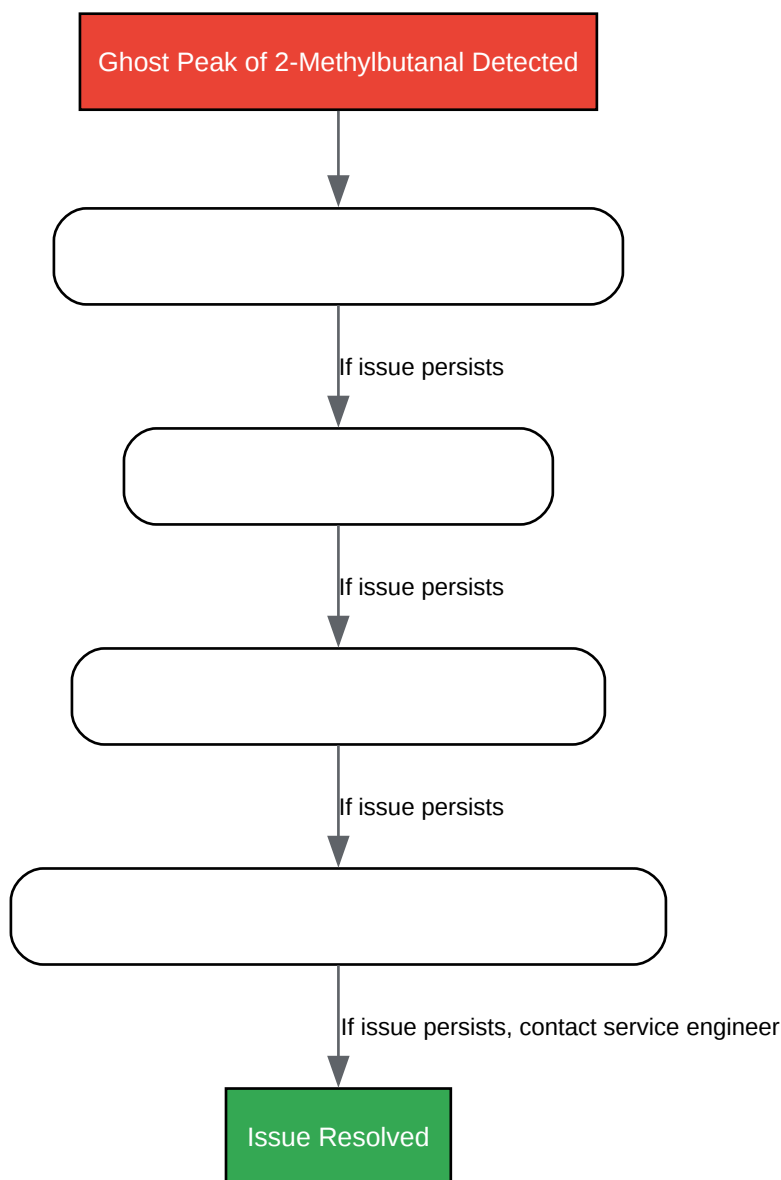 Ghost Peak of 2-Methylbutanal Detected
If issue persists
If issue persists
If issue persists
If issue persists, contact service engineer
Issue Resolved